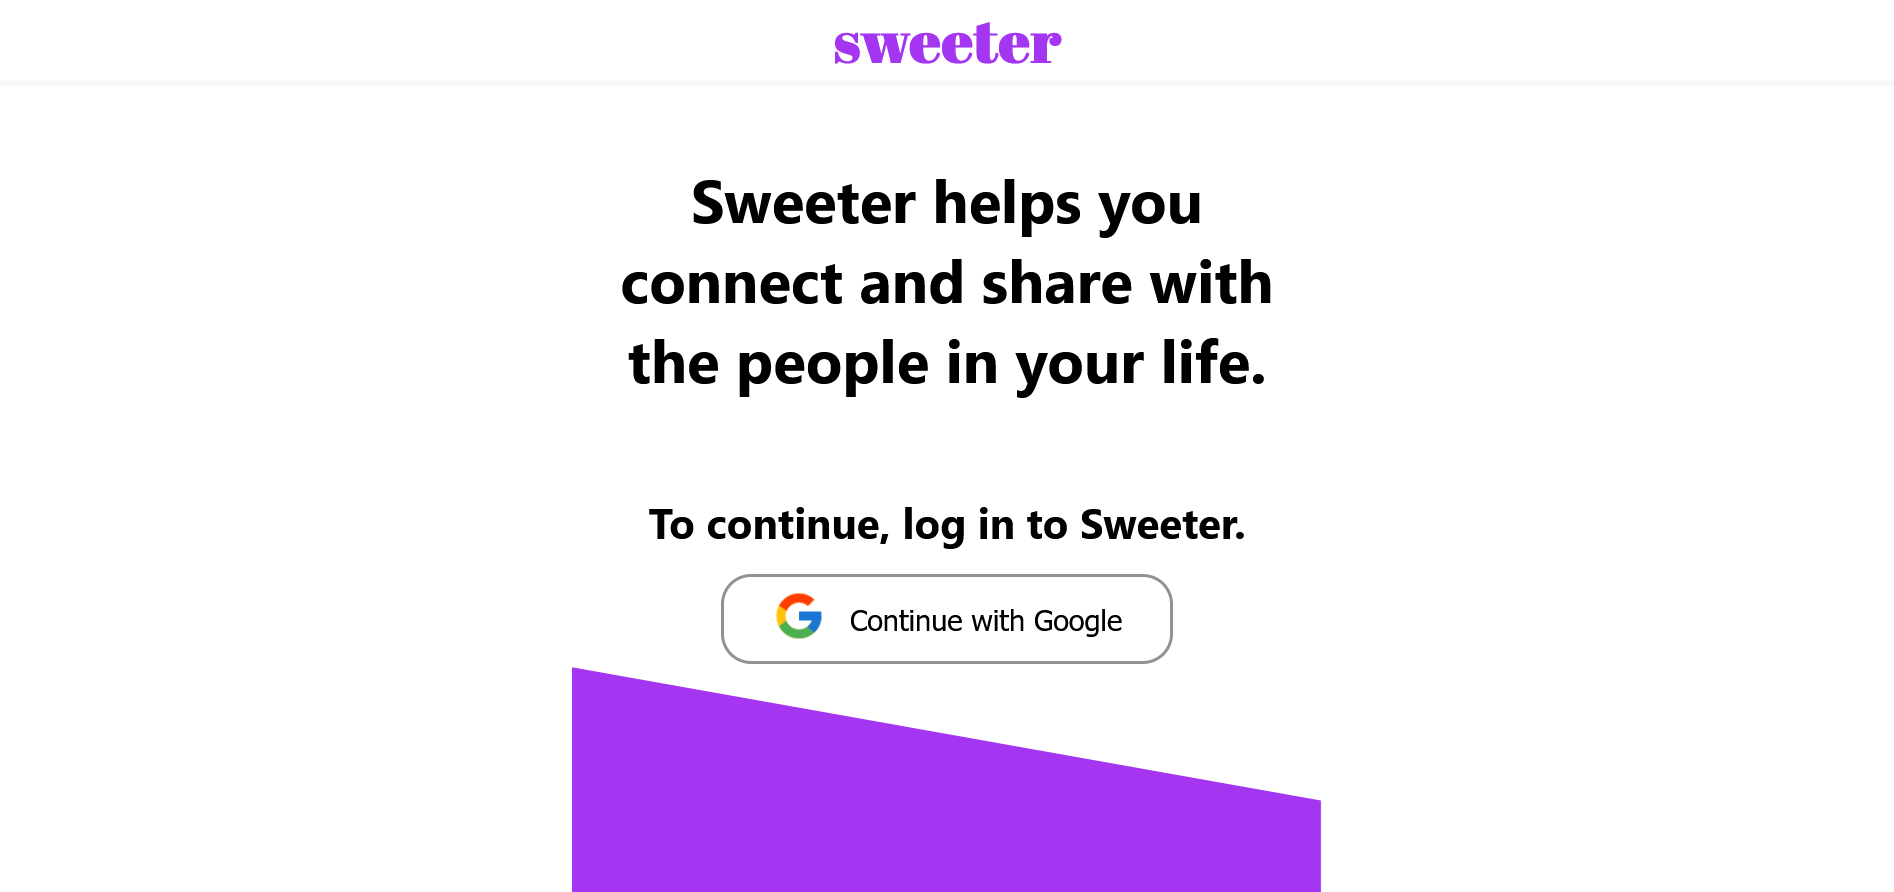 sweeter
Sweeter helps you
connect and share with
the people in your life.
To continue, log in to Sweeter.
Continue with Google